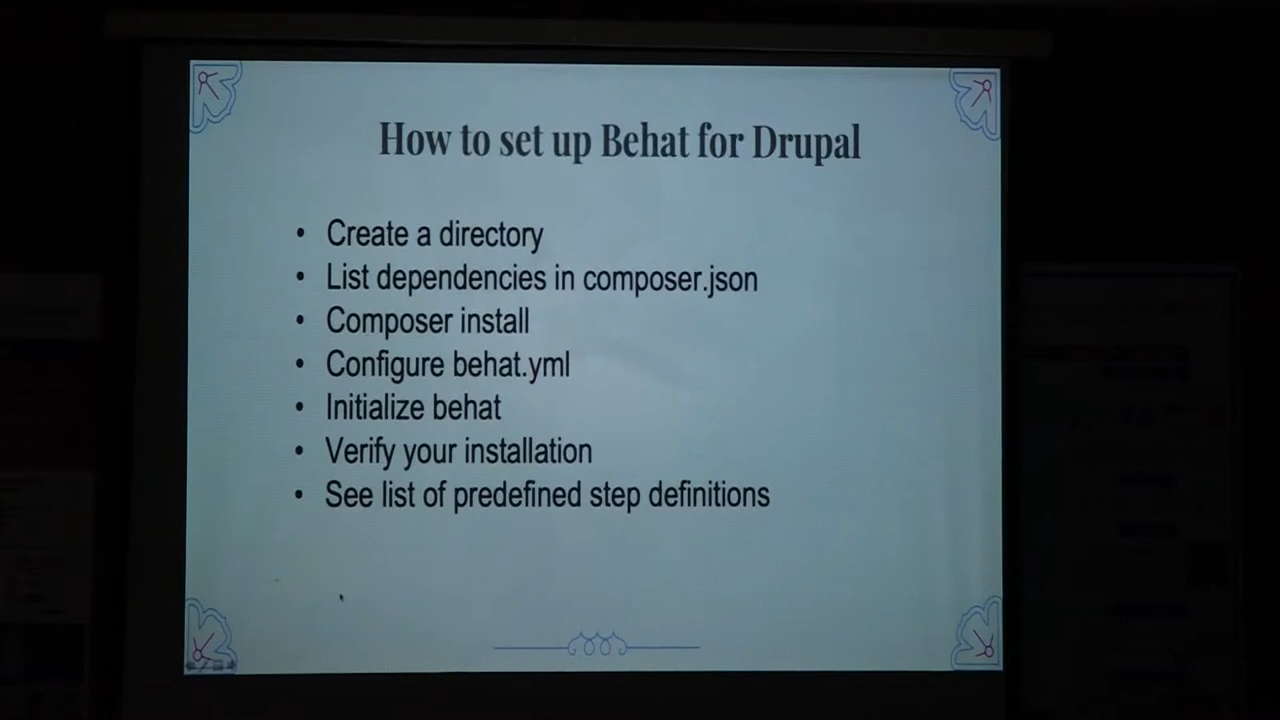 How to set up Behat for Drupal
• Create a directory
• List dependencies in composer.json
• Composer install
• Configure behat.yml
• Initialize behat
• Verify your installation
• See list of predefined step definitions